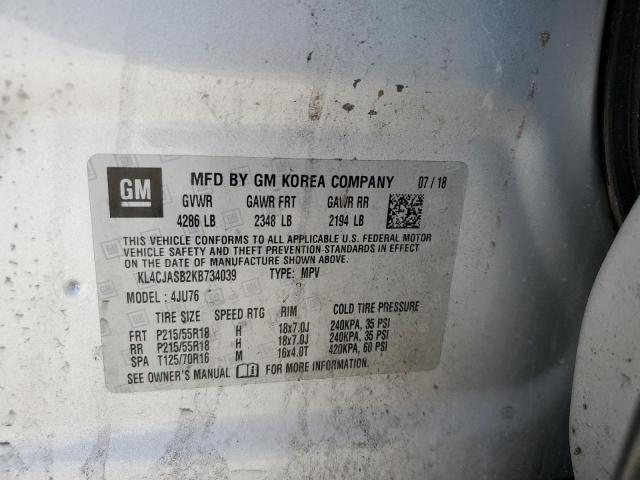 GM
MFD BY GM KOREA COMPANY 07/18
GVWR GAWR FRT GAWR RR
4286 LB 2348 LB 2194 LB
THIS VEHICLE CONFORMS TO ALL APPLICABLE U.S. FEDERAL MOTOR
VEHICLE SAFETY AND THEFT PREVENTION STANDARDS IN
EFFECT ON THE DATE OF MANUFACTURE SHOWN ABOVE.
KL4CJASB2KB734039 TYPE: MPV
MODEL: 4JU76
TIRE SIZE SPEED RTG RIM COLD TIRE PRESSURE
FRT P215/55R18 H 18x7.0J 240KPA, 35 PSI
RR P215/55R18 H 18x7.0J 240KPA, 35 PSI
SPA T125/70R16 M 16x4.0T 420KPA, 60 PSI
SEE OWNER'S MANUAL FOR MORE INFORMATION.